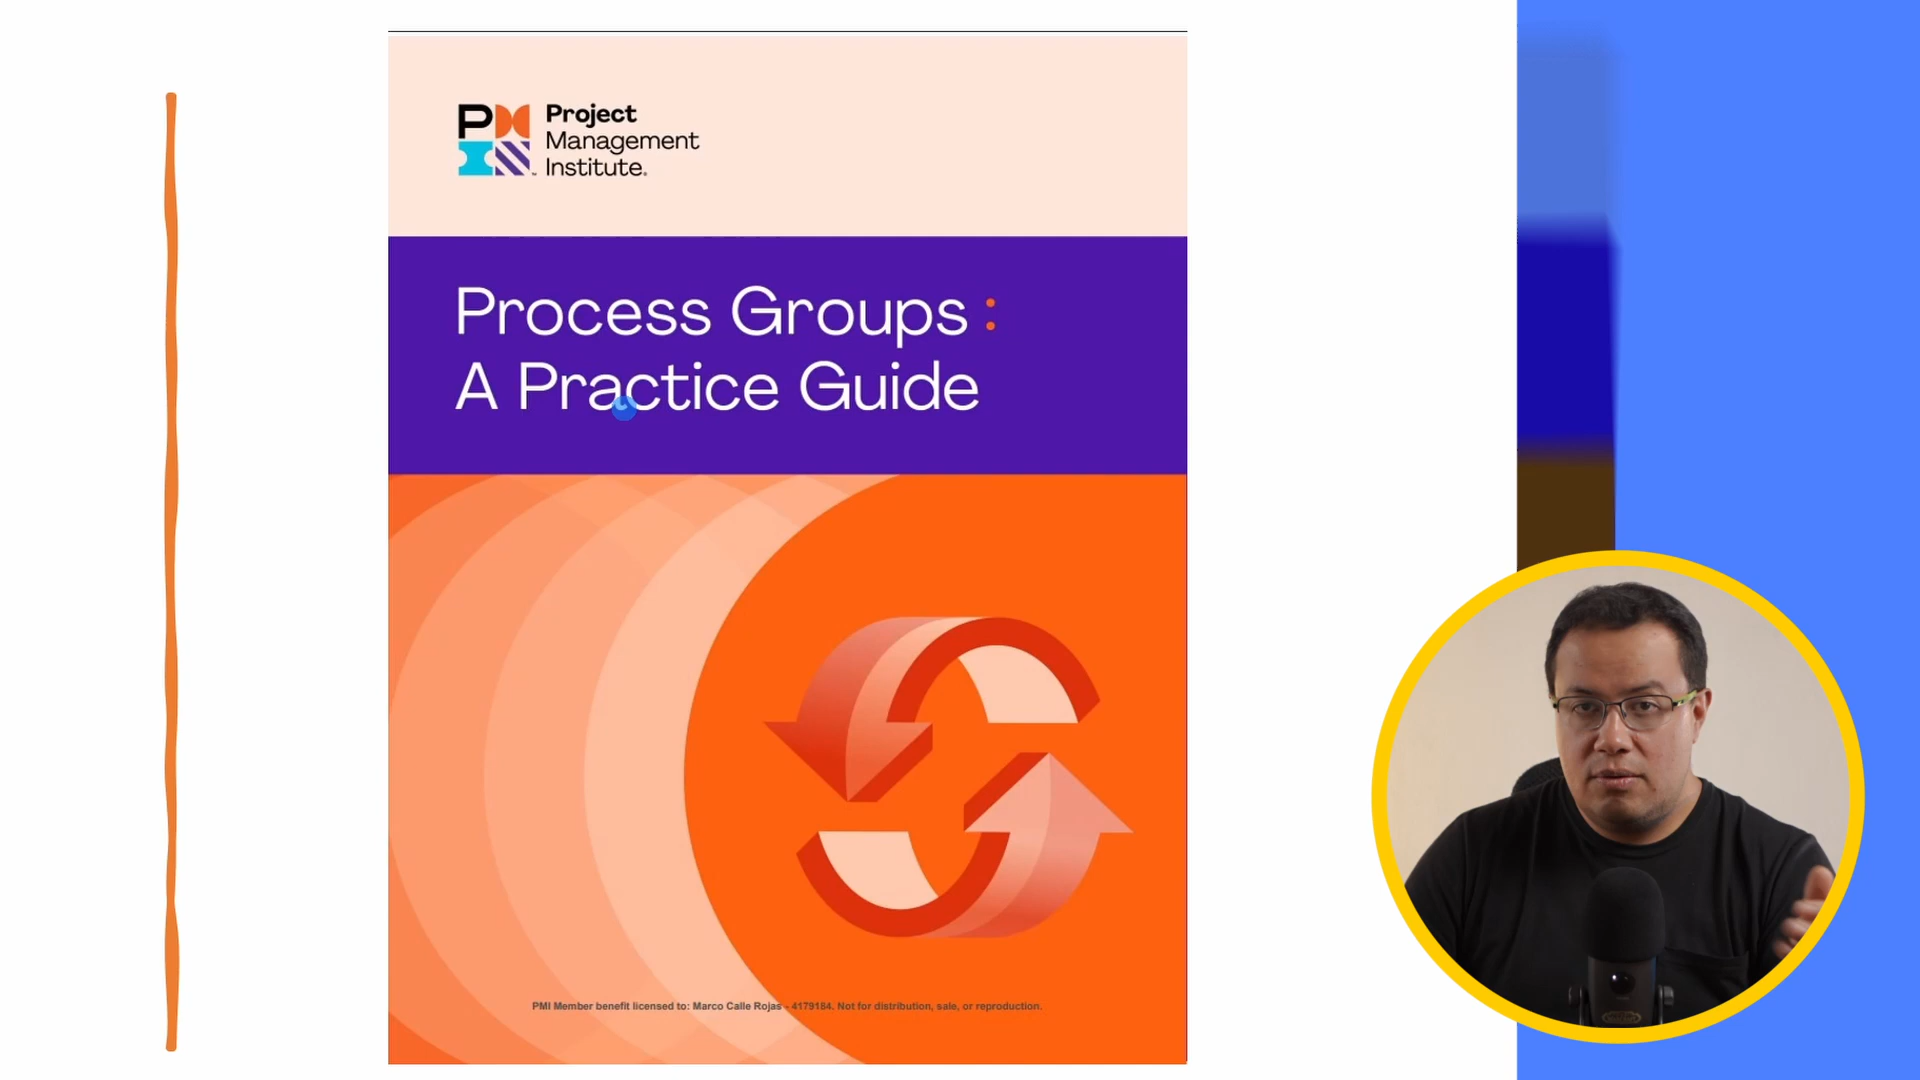 PM
Project
Management
Institute.
Process Groups :
A Practice Guide
PMI Member benefit licensed to: Marco Calle Rojas - 4179184. Not for distribution, sale, or reproduction.